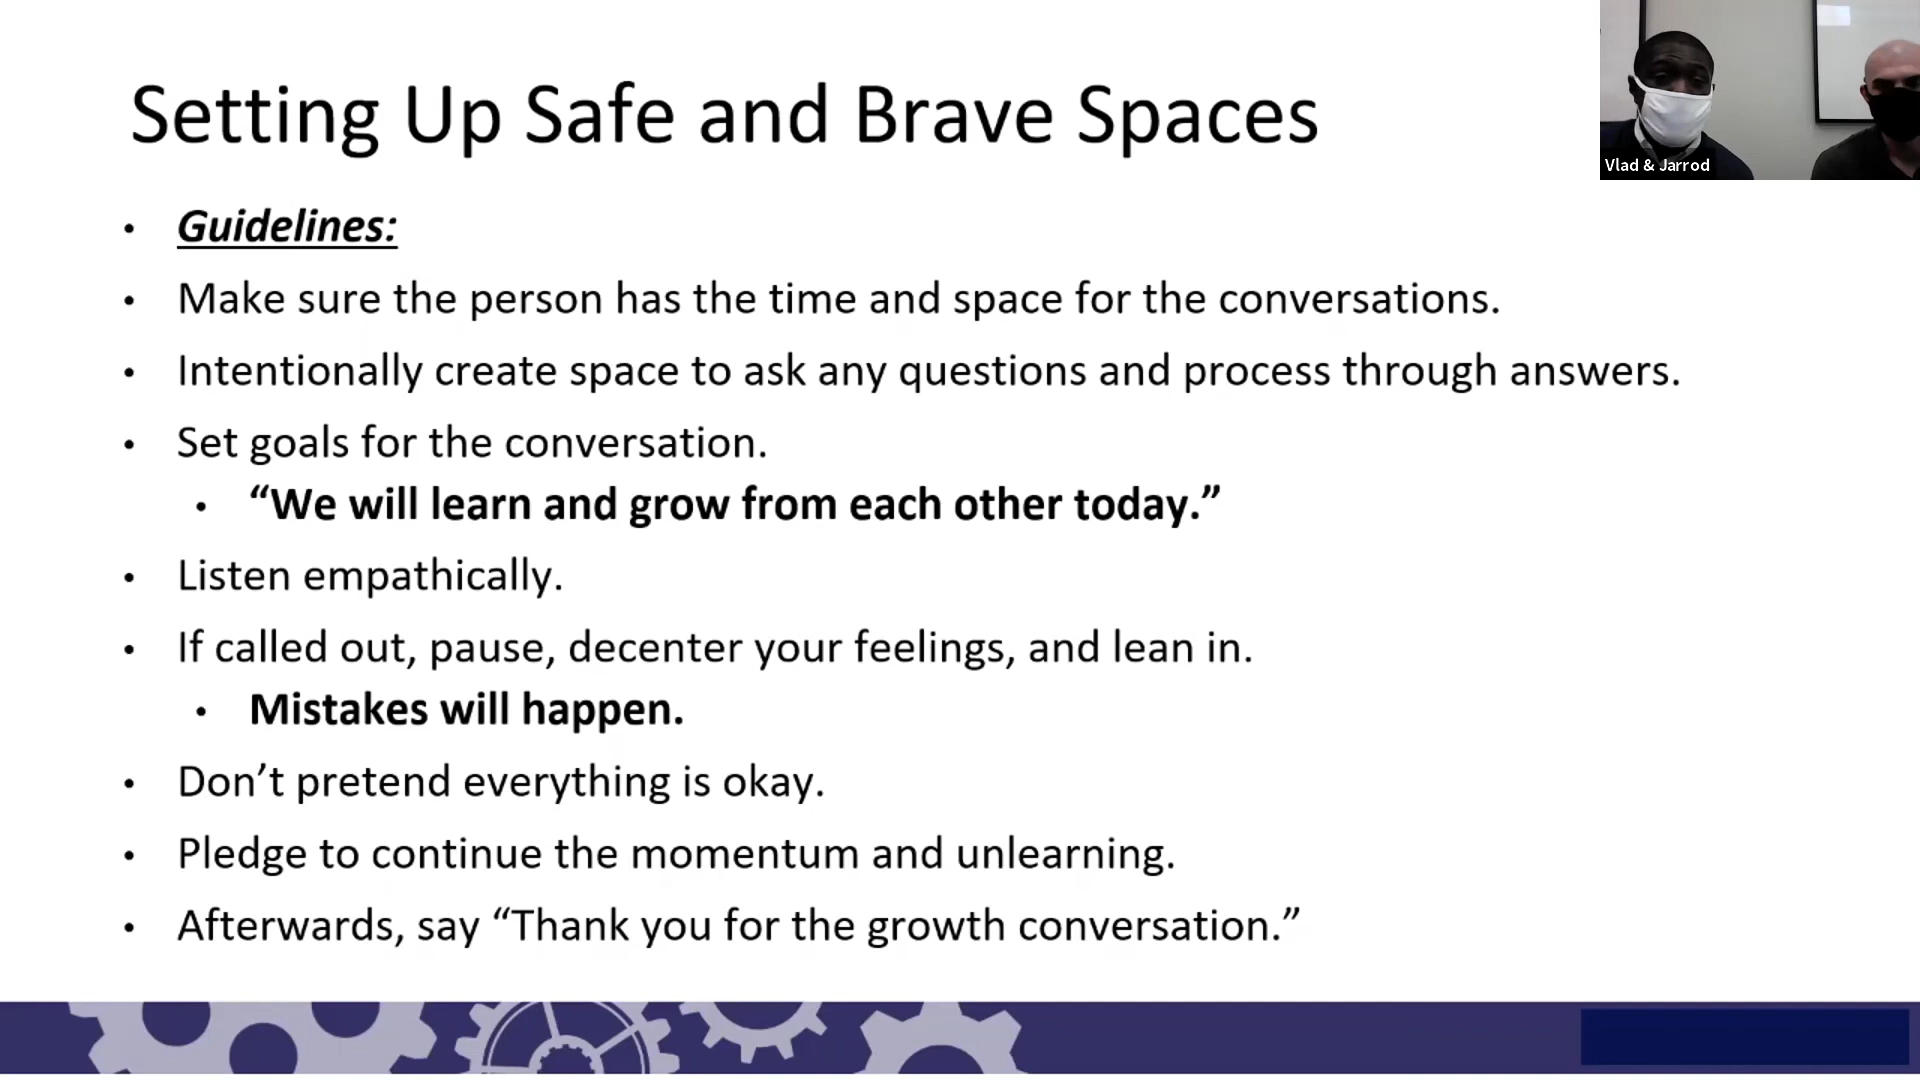 Setting Up Safe and Brave Spaces
Vlad & Jarrod
• Guidelines:
• Make sure the person has the time and space for the conversations.
• Intentionally create space to ask any questions and process through answers.
• Set goals for the conversation.
• “We will learn and grow from each other today.”
• Listen empathically.
• If called out, pause, decenter your feelings, and lean in.
• Mistakes will happen.
• Don’t pretend everything is okay.
• Pledge to continue the momentum and unlearning.
• Afterwards, say “Thank you for the growth conversation.”